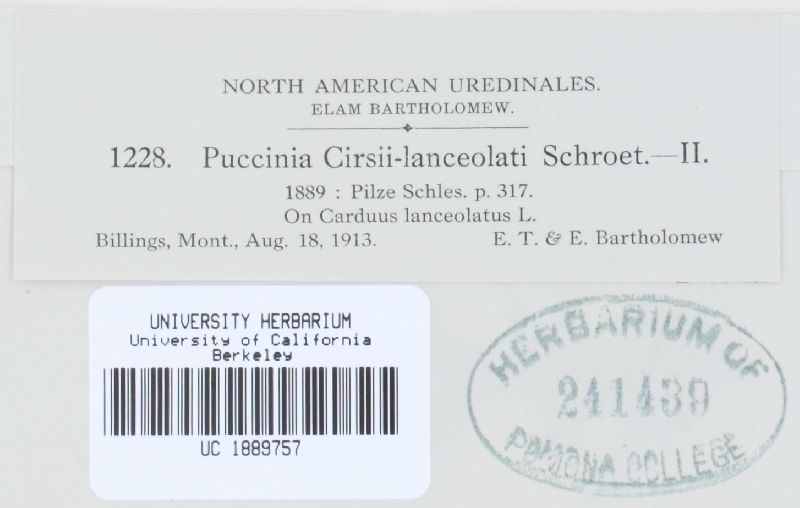 NORTH AMERICAN UREDINALES.
ELAM BARTHOLOMEW.
1228. Puccinia Cirsii-lanceolati Schroet.—II.
1889 : Pilze Schles. p. 317.
On Carduus lanceolatus L.
Billings, Mont., Aug. 18, 1913. E. T. & E. Bartholomew
UNIVERSITY HERBARIUM
University of California
Berkeley
UC 1889757
HERBARIUM OF
241439
POMONA COLLEGE